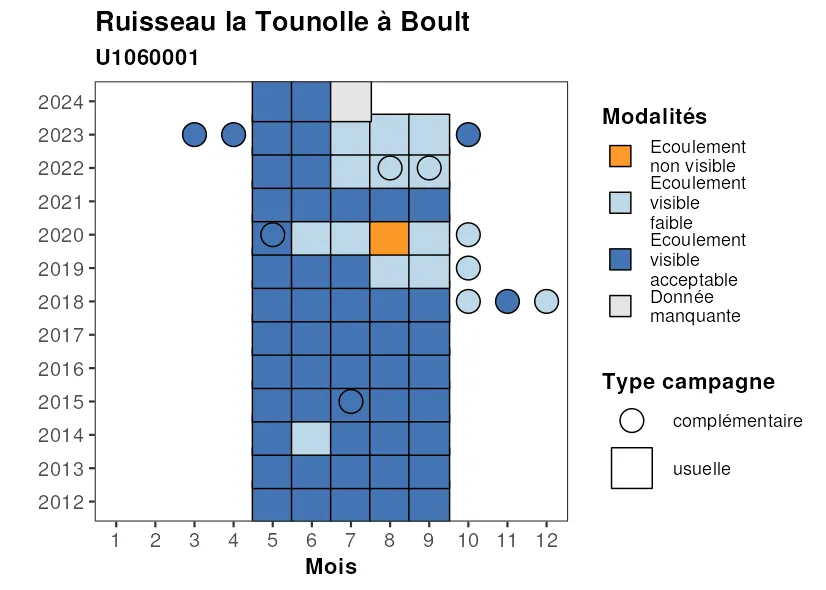 Ruisseau la Tounolle à Boult
U1060001
2024
2023
2022
2021
2020
2019
2018
2017
2016
2015
2014
2013
2012
1 2 3 4 5 6 7 8 9 10 11 12
Mois
Modalités
Ecoulement
non visible
Ecoulement
visible
faible
Ecoulement
visible
acceptable
Donnée
manquante
Type campagne
complémentaire
usuelle